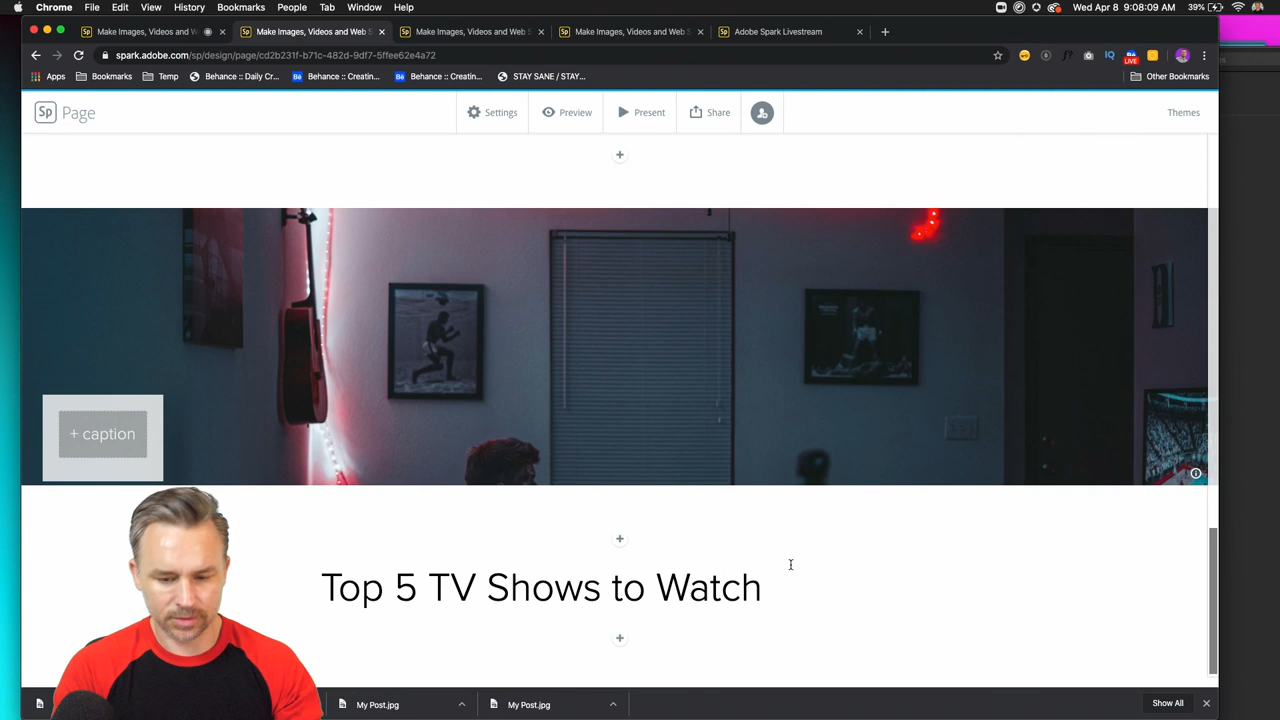 Chrome File Edit View History Bookmarks People Tab Window Help 39% Wed Apr 8 9:08:09 AM
Make Images, Videos and W Make Images, Videos and Web S Make Images, Videos and Web S Make Images, Videos and Web S Adobe Spark Livestream
spark.adobe.com/sp/design/page/cd2b231f-b71c-482d-9df7-5ffee62e4a72
Apps Bookmarks Temp Behance :: Daily Cr... Behance :: Creatin... Behance :: Creatin... STAY SANE / STAY... Other Bookmarks
Sp Page Settings Preview Present Share Themes
+ caption
Top 5 TV Shows to Watch
My Post.jpg My Post.jpg Show All